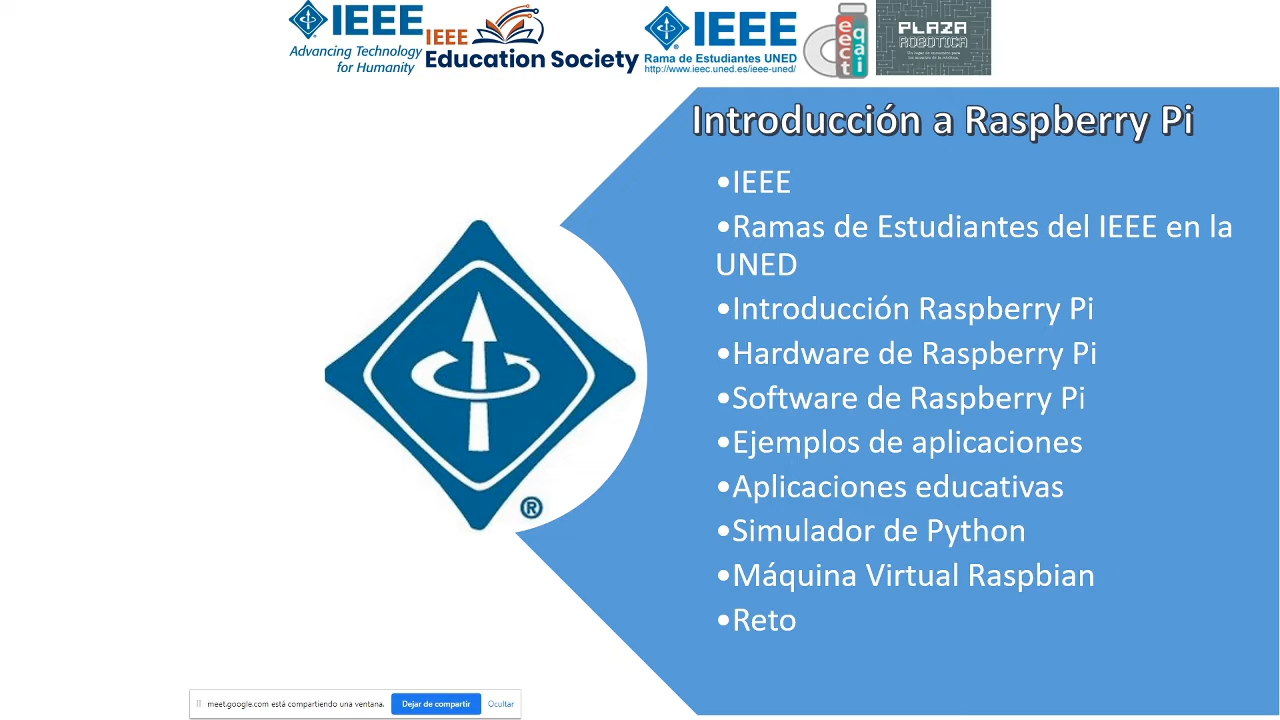 IEEE
Advancing Technology
for Humanity
IEEE
Education Society
IEEE
Rama de Estudiantes UNED
http://www.ieec.uned.es/ieee-uned/
PLAZA
ROBOTICA
Introducción a Raspberry Pi
•IEEE
•Ramas de Estudiantes del IEEE en la
UNED
•Introducción Raspberry Pi
•Hardware de Raspberry Pi
•Software de Raspberry Pi
•Ejemplos de aplicaciones
•Aplicaciones educativas
•Simulador de Python
•Máquina Virtual Raspbian
•Reto
®
meet.google.com está compartiendo una ventana.
Dejar de compartir
Ocultar